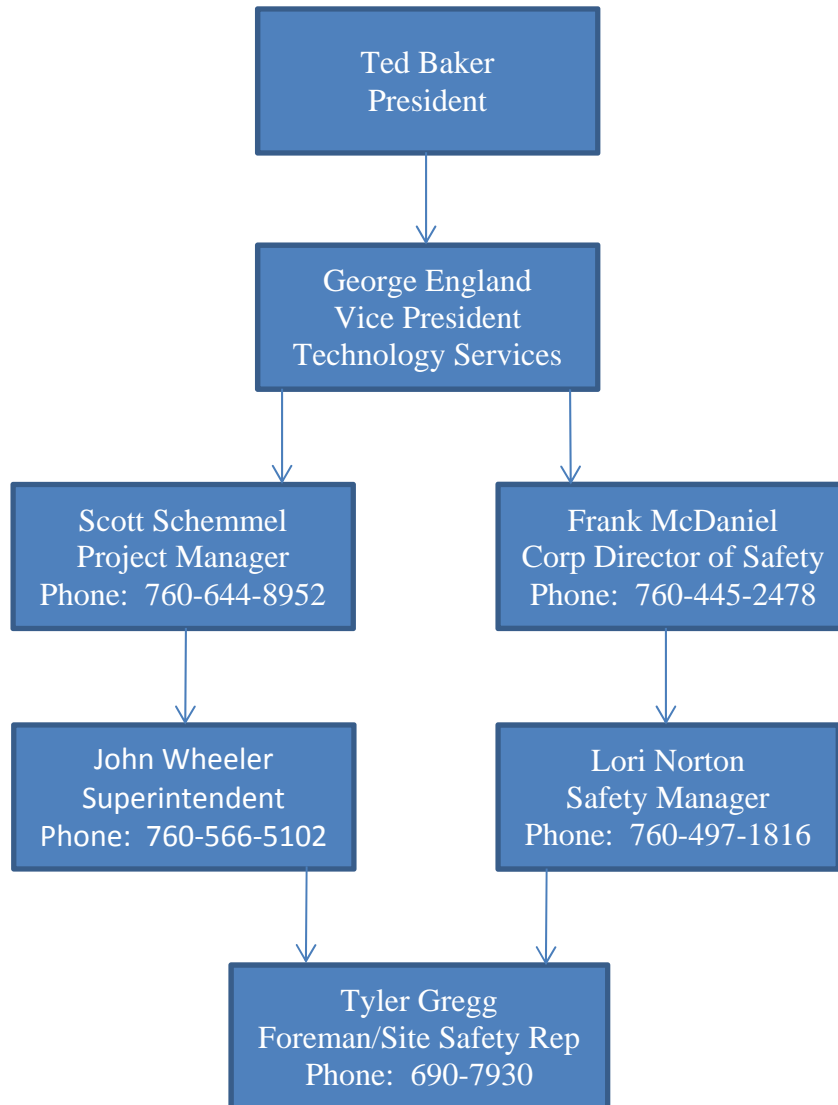 Ted Baker
President
George England
Vice President
Technology Services
Scott Schemmel
Project Manager
Phone:  760-644-8952
Frank McDaniel
Corp Director of Safety
Phone:  760-445-2478
John Wheeler
Superintendent
Phone:  760-566-5102
Lori Norton
Safety Manager
Phone:  760-497-1816
Tyler Gregg
Foreman/Site Safety Rep
Phone:  690-7930